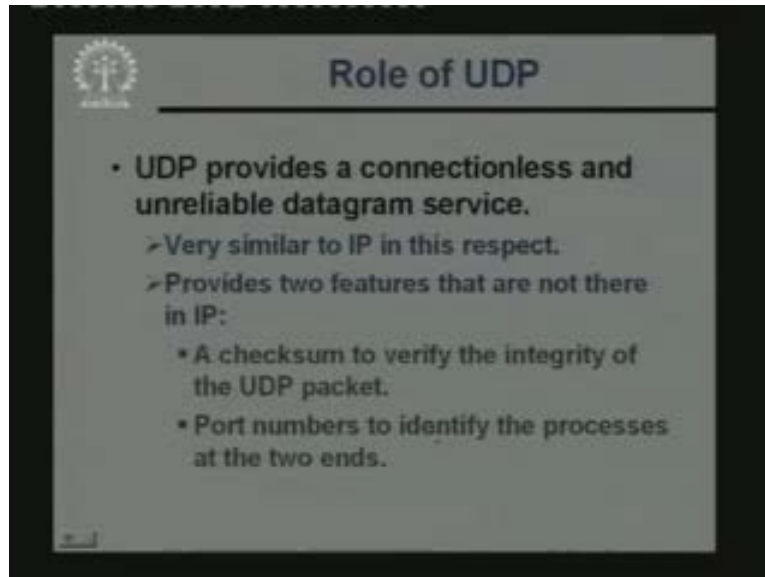 Role of UDP
• UDP provides a connectionless and
unreliable datagram service.
➢Very similar to IP in this respect.
➢Provides two features that are not there
in IP:
▪ A checksum to verify the integrity of
the UDP packet.
▪ Port numbers to identify the processes
at the two ends.